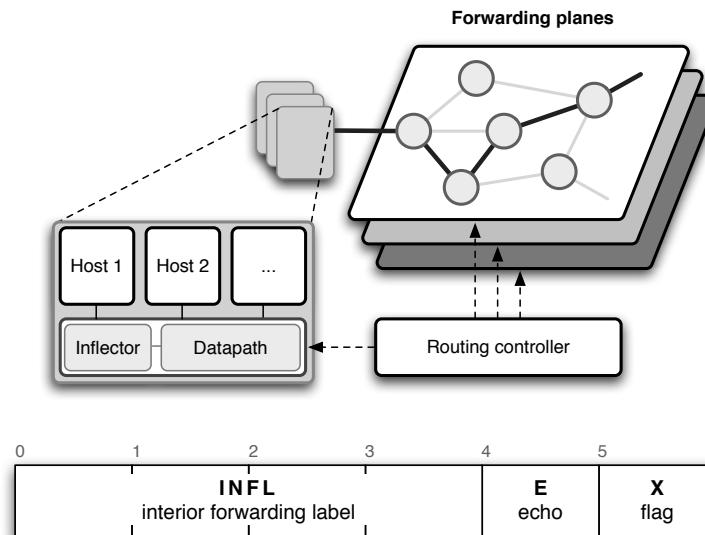 Forwarding planes
Host 1
Host 2
...
Inflector
Datapath
Routing controller
0 1 2 3 4 5
INFL E X
interior forwarding label echo flag